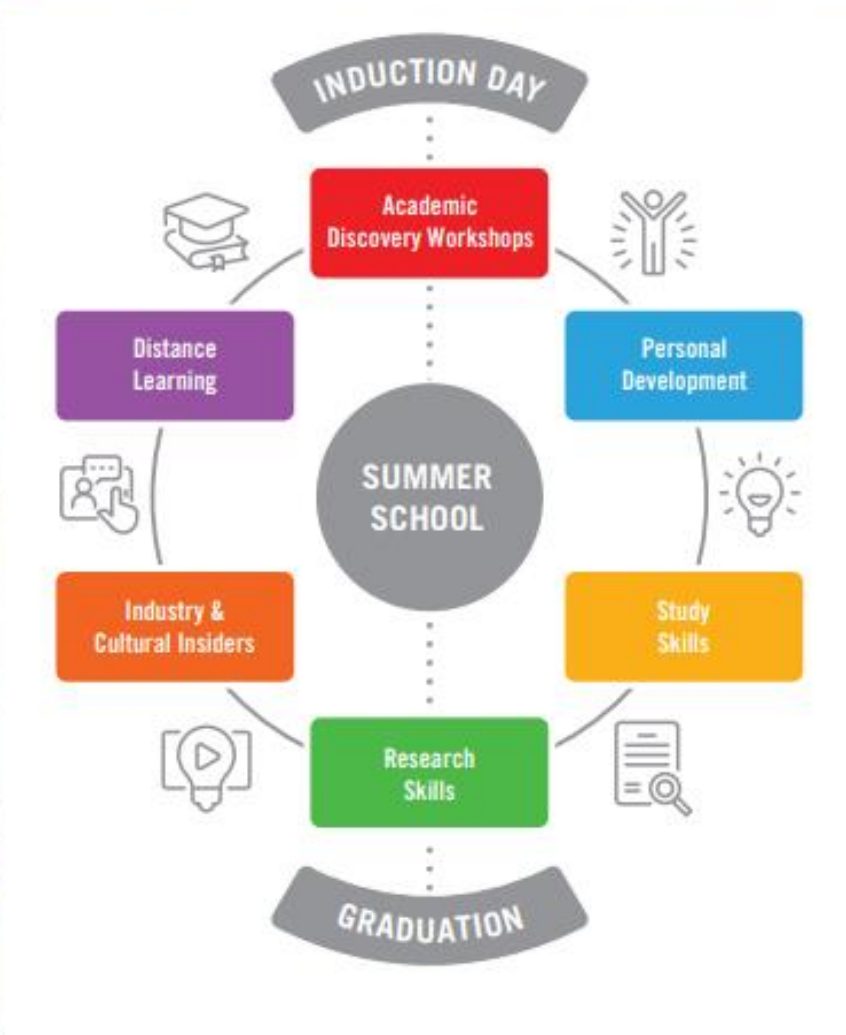 INDUCTION DAY
Academic
Discovery Workshops
Distance
Learning
Personal
Development
SUMMER
SCHOOL
Industry &
Cultural Insiders
Study
Skills
Research
Skills
GRADUATION